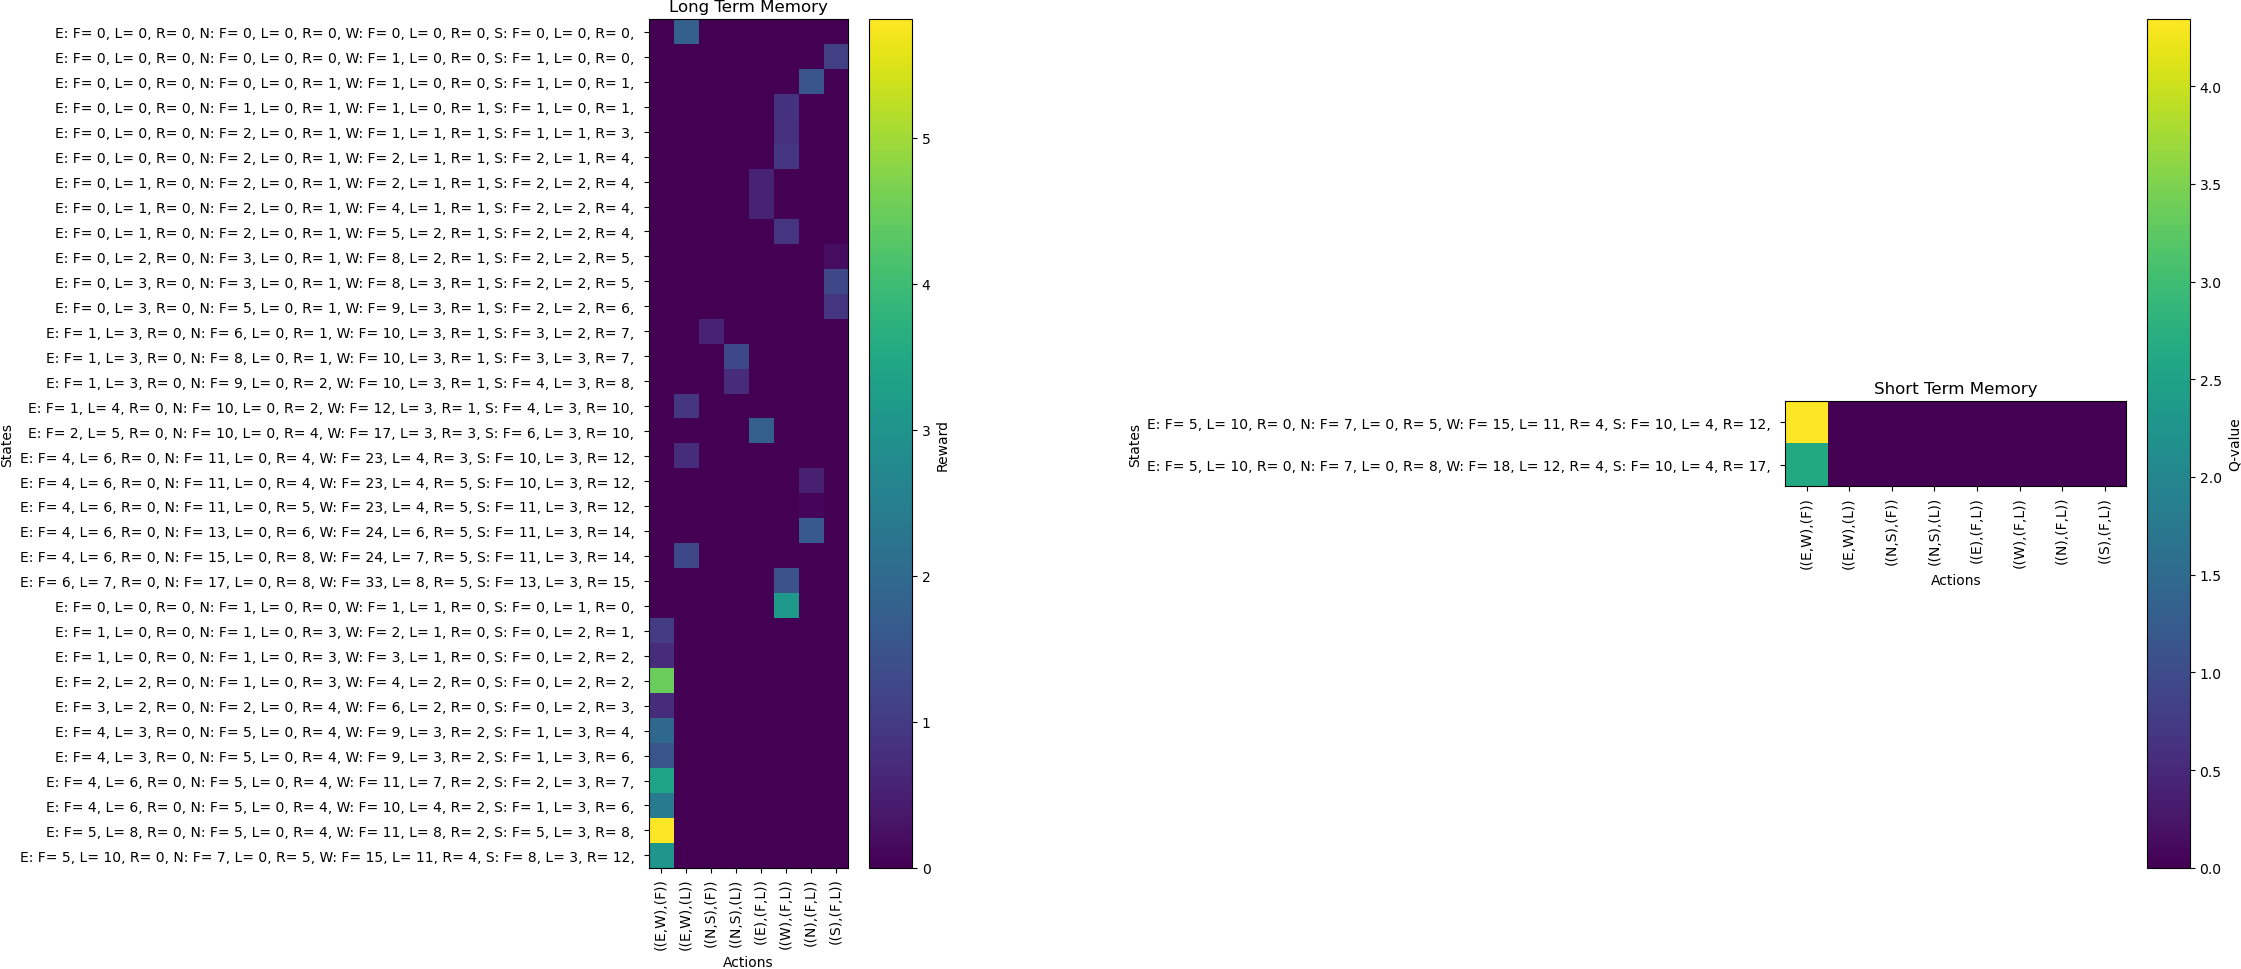 Long Term Memory
E: F= 0, L= 0, R= 0, N: F= 0, L= 0, R= 0, W: F= 0, L= 0, R= 0, S: F= 0, L= 0, R= 0,
E: F= 0, L= 0, R= 0, N: F= 0, L= 0, R= 0, W: F= 1, L= 0, R= 0, S: F= 1, L= 0, R= 0,
E: F= 0, L= 0, R= 0, N: F= 0, L= 0, R= 1, W: F= 1, L= 0, R= 0, S: F= 1, L= 0, R= 1,
E: F= 0, L= 0, R= 0, N: F= 1, L= 0, R= 1, W: F= 1, L= 0, R= 1, S: F= 1, L= 0, R= 1,
E: F= 0, L= 0, R= 0, N: F= 2, L= 0, R= 1, W: F= 1, L= 1, R= 1, S: F= 1, L= 1, R= 3,
E: F= 0, L= 0, R= 0, N: F= 2, L= 0, R= 1, W: F= 2, L= 1, R= 1, S: F= 2, L= 1, R= 4,
E: F= 0, L= 1, R= 0, N: F= 2, L= 0, R= 1, W: F= 2, L= 1, R= 1, S: F= 2, L= 2, R= 4,
E: F= 0, L= 1, R= 0, N: F= 2, L= 0, R= 1, W: F= 4, L= 1, R= 1, S: F= 2, L= 2, R= 4,
E: F= 0, L= 1, R= 0, N: F= 2, L= 0, R= 1, W: F= 5, L= 2, R= 1, S: F= 2, L= 2, R= 4,
E: F= 0, L= 2, R= 0, N: F= 3, L= 0, R= 1, W: F= 8, L= 2, R= 1, S: F= 2, L= 2, R= 5,
E: F= 0, L= 3, R= 0, N: F= 3, L= 0, R= 1, W: F= 8, L= 3, R= 1, S: F= 2, L= 2, R= 5,
E: F= 0, L= 3, R= 0, N: F= 5, L= 0, R= 1, W: F= 9, L= 3, R= 1, S: F= 2, L= 2, R= 6,
E: F= 1, L= 3, R= 0, N: F= 6, L= 0, R= 1, W: F= 10, L= 3, R= 1, S: F= 3, L= 2, R= 7,
E: F= 1, L= 3, R= 0, N: F= 8, L= 0, R= 1, W: F= 10, L= 3, R= 1, S: F= 3, L= 3, R= 7,
E: F= 1, L= 3, R= 0, N: F= 9, L= 0, R= 2, W: F= 10, L= 3, R= 1, S: F= 4, L= 3, R= 8,
E: F= 1, L= 4, R= 0, N: F= 10, L= 0, R= 2, W: F= 12, L= 3, R= 1, S: F= 4, L= 3, R= 10,
E: F= 2, L= 5, R= 0, N: F= 10, L= 0, R= 4, W: F= 17, L= 3, R= 3, S: F= 6, L= 3, R= 10,
E: F= 4, L= 6, R= 0, N: F= 11, L= 0, R= 4, W: F= 23, L= 4, R= 3, S: F= 10, L= 3, R= 12,
E: F= 4, L= 6, R= 0, N: F= 11, L= 0, R= 4, W: F= 23, L= 4, R= 5, S: F= 10, L= 3, R= 12,
E: F= 4, L= 6, R= 0, N: F= 11, L= 0, R= 5, W: F= 23, L= 4, R= 5, S: F= 11, L= 3, R= 12,
E: F= 4, L= 6, R= 0, N: F= 13, L= 0, R= 6, W: F= 24, L= 6, R= 5, S: F= 11, L= 3, R= 14,
E: F= 4, L= 6, R= 0, N: F= 15, L= 0, R= 8, W: F= 24, L= 7, R= 5, S: F= 11, L= 3, R= 14,
E: F= 6, L= 7, R= 0, N: F= 17, L= 0, R= 8, W: F= 33, L= 8, R= 5, S: F= 13, L= 3, R= 15,
E: F= 0, L= 0, R= 0, N: F= 1, L= 0, R= 0, W: F= 1, L= 1, R= 0, S: F= 0, L= 1, R= 0,
E: F= 1, L= 0, R= 0, N: F= 1, L= 0, R= 3, W: F= 2, L= 1, R= 0, S: F= 0, L= 2, R= 1,
E: F= 1, L= 0, R= 0, N: F= 1, L= 0, R= 3, W: F= 3, L= 1, R= 0, S: F= 0, L= 2, R= 2,
E: F= 2, L= 2, R= 0, N: F= 1, L= 0, R= 3, W: F= 4, L= 2, R= 0, S: F= 0, L= 2, R= 2,
E: F= 3, L= 2, R= 0, N: F= 2, L= 0, R= 4, W: F= 6, L= 2, R= 0, S: F= 0, L= 2, R= 3,
E: F= 4, L= 3, R= 0, N: F= 5, L= 0, R= 4, W: F= 9, L= 3, R= 2, S: F= 1, L= 3, R= 4,
E: F= 4, L= 3, R= 0, N: F= 5, L= 0, R= 4, W: F= 9, L= 3, R= 2, S: F= 1, L= 3, R= 6,
E: F= 4, L= 6, R= 0, N: F= 5, L= 0, R= 4, W: F= 11, L= 7, R= 2, S: F= 2, L= 3, R= 7,
E: F= 4, L= 6, R= 0, N: F= 5, L= 0, R= 4, W: F= 10, L= 4, R= 2, S: F= 1, L= 3, R= 6,
E: F= 5, L= 8, R= 0, N: F= 5, L= 0, R= 4, W: F= 11, L= 8, R= 2, S: F= 5, L= 3, R= 8,
E: F= 5, L= 10, R= 0, N: F= 7, L= 0, R= 5, W: F= 15, L= 11, R= 4, S: F= 8, L= 3, R= 12,
States
((E,W),(F))
((E,W),(L))
((N,S),(F))
((N,S),(L))
((E),(F,L))
((W),(F,L))
((N),(F,L))
((S),(F,L))
Actions
5
4
3
2
1
0
Reward
Short Term Memory
E: F= 5, L= 10, R= 0, N: F= 7, L= 0, R= 5, W: F= 15, L= 11, R= 4, S: F= 10, L= 4, R= 12,
E: F= 5, L= 10, R= 0, N: F= 7, L= 0, R= 8, W: F= 18, L= 12, R= 4, S: F= 10, L= 4, R= 17,
States
((E,W),(F))
((E,W),(L))
((N,S),(F))
((N,S),(L))
((E),(F,L))
((W),(F,L))
((N),(F,L))
((S),(F,L))
Actions
4.0
3.5
3.0
2.5
2.0
1.5
1.0
0.5
0.0
Q-value